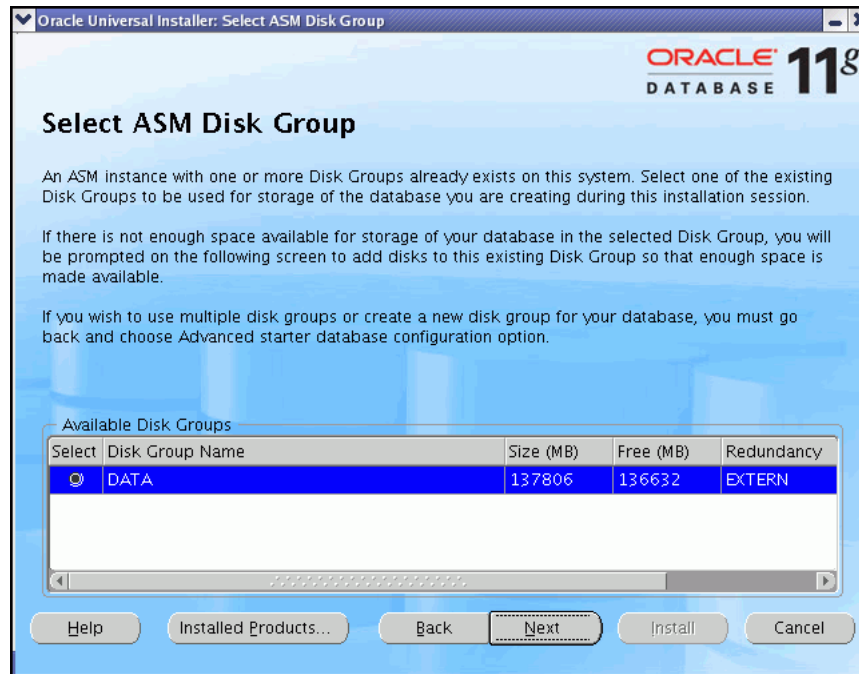 Oracle Universal Installer: Select ASM Disk Group
ORACLE 11g
DATABASE
Select ASM Disk Group
An ASM instance with one or more Disk Groups already exists on this system. Select one of the existing
Disk Groups to be used for storage of the database you are creating during this installation session.
If there is not enough space available for storage of your database in the selected Disk Group, you will
be prompted on the following screen to add disks to this existing Disk Group so that enough space is
made available.
If you wish to use multiple disk groups or create a new disk group for your database, you must go
back and choose Advanced starter database configuration option.
Available Disk Groups
Select Disk Group Name Size (MB) Free (MB) Redundancy
DATA 137806 136632 EXTERN
Help Installed Products... Back Next Install Cancel